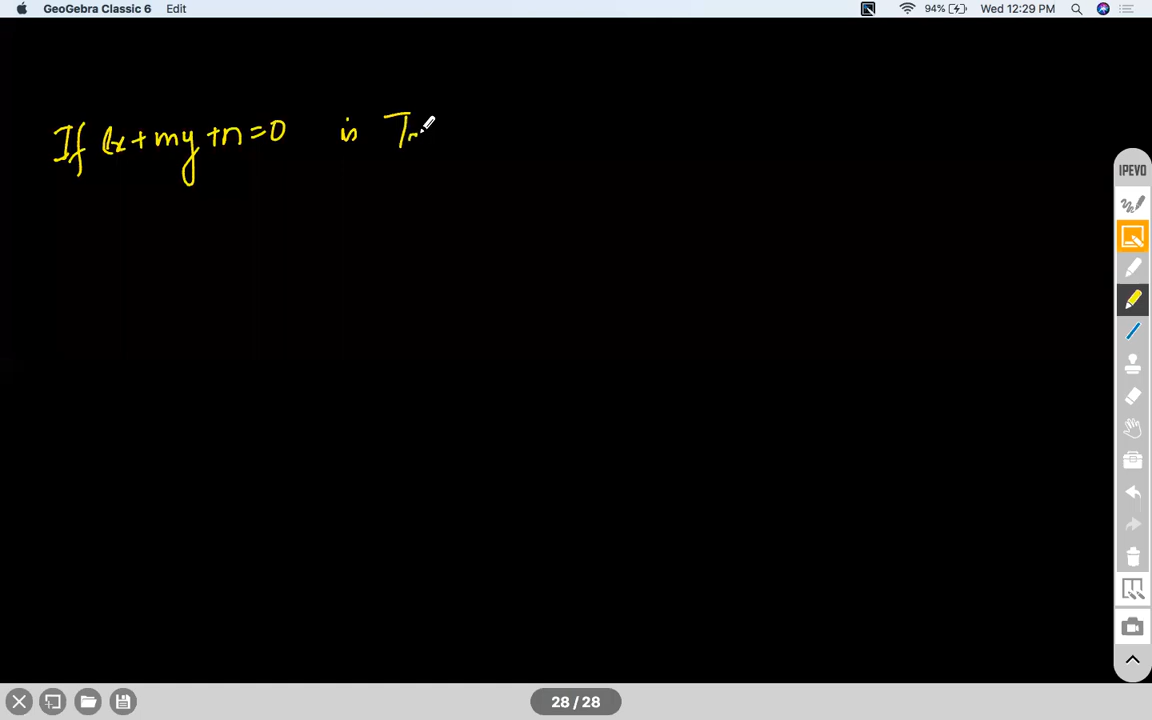 GeoGebra Classic 6 Edit 94% Wed 12:29 PM
If lx + my + n = 0 is
IPEVO
28 / 28